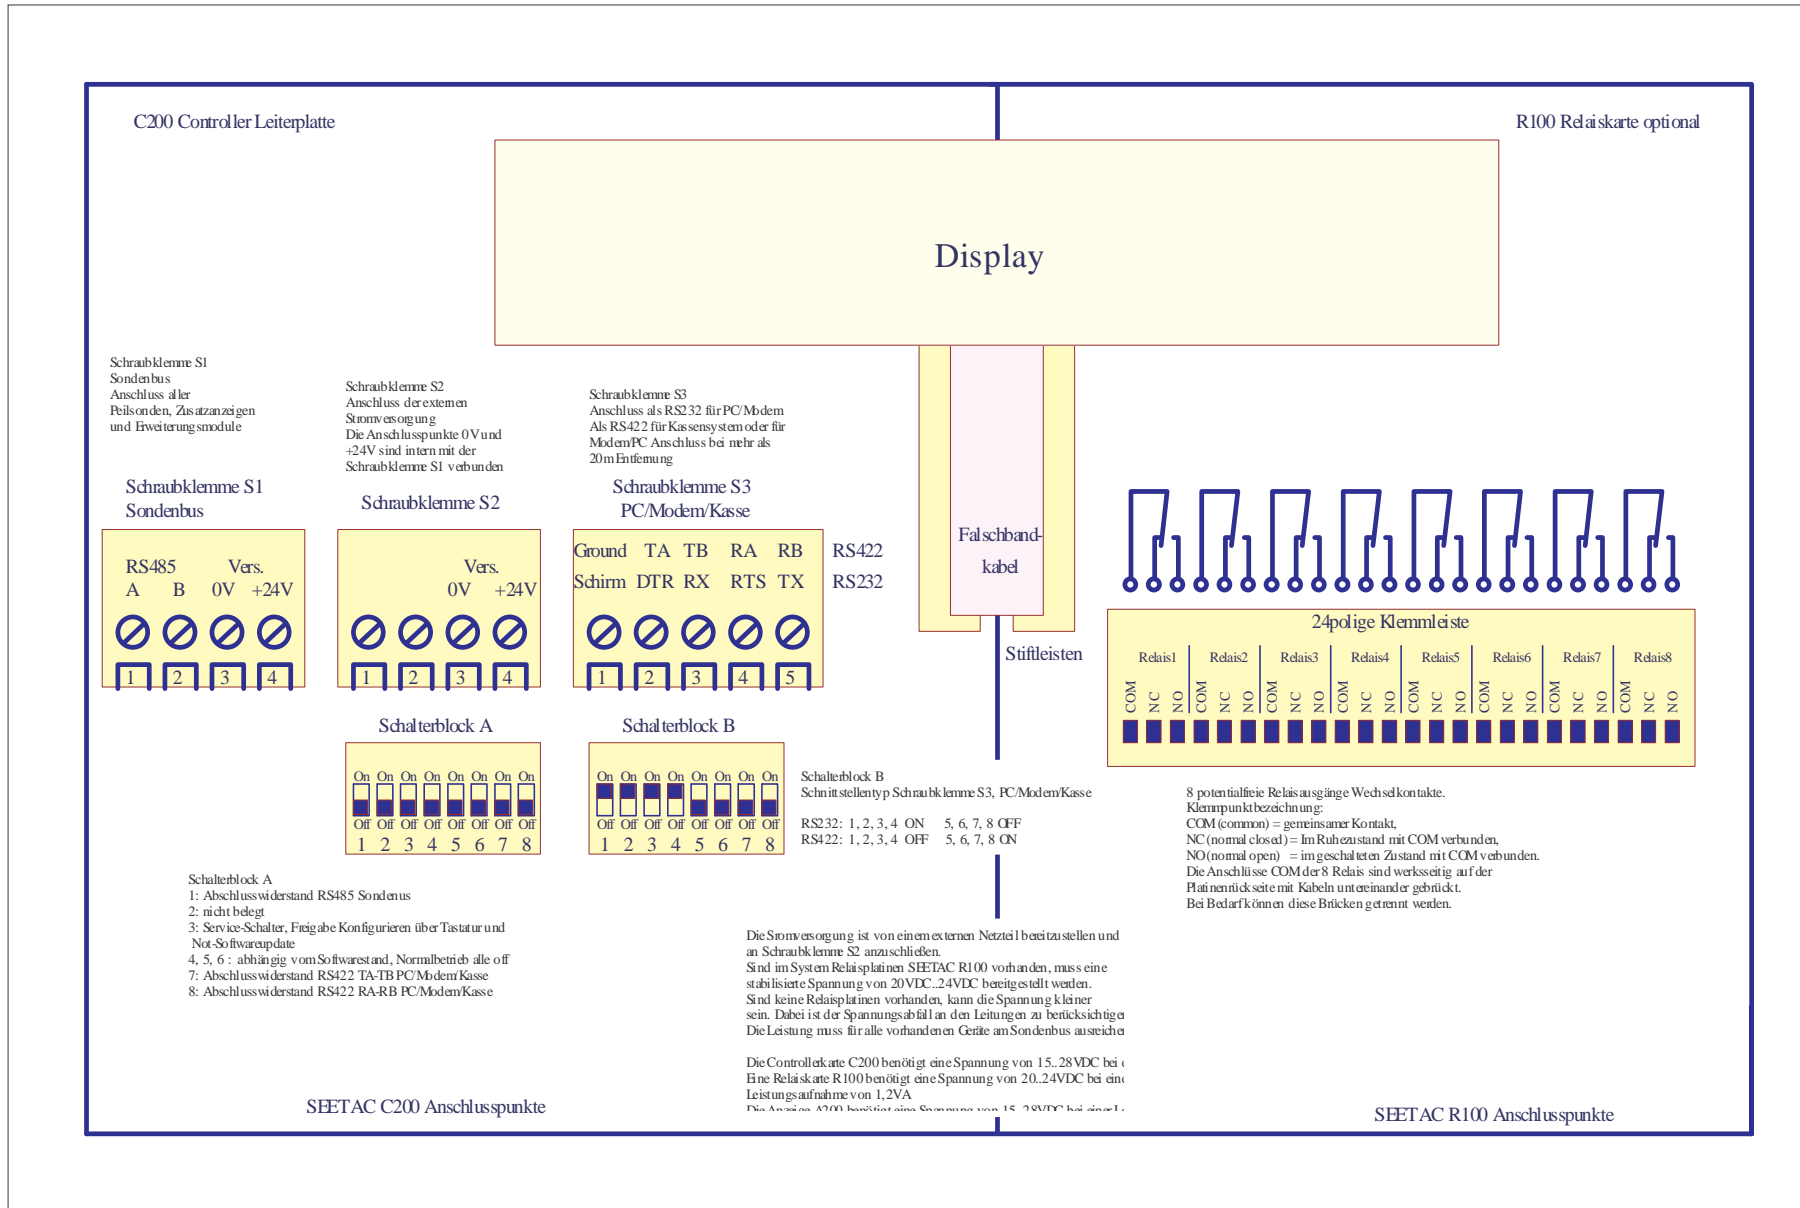 C200 Controller Leiterplatte
R100 Relaiskarte optional
Display
Schraubklemme S1
Sondenbus
Anschluss aller
Peilsonden, Zusatzanzeigen
und Erweiterungsmodule
Schraubklemme S2
Anschluss der externen
Stromversorgung
Die Anschlusspunkte 0V und
+24V sind intern mit der
Schraubklemme S1 verbunden
Schraubklemme S3
Anschluss als RS232 für PC/Modem
Als RS422 für Kassensystem oder für
Modem/PC Anschluss bei mehr als
20m Entfernung
Schraubklemme S1
Sondenbus
Schraubklemme S2
Schraubklemme S3
PC/Modem/Kasse
RS485 Vers.
A B 0V +24V
1 2 3 4
Vers.
0V +24V
1 2 3 4
Ground TA TB RA RB RS422
Schirm DTR RX RTS TX RS232
1 2 3 4 5
Falschband-
kabel
Stiftleisten
24polige Klemmleiste
Relais1 Relais2 Relais3 Relais4 Relais5 Relais6 Relais7 Relais8
COM NC NO COM NC NO COM NC NO COM NC NO COM NC NO COM NC NO COM NC NO COM NC NO
Schalterblock A
On On On On On On On On
Off Off Off Off Off Off Off Off
1 2 3 4 5 6 7 8
Schalterblock B
On On On On On On On On
Off Off Off Off Off Off Off Off
1 2 3 4 5 6 7 8
Schalterblock B
Schnittstellentyp Schraubklemme S3, PC/Modem/Kasse
RS232: 1, 2, 3, 4 ON 5, 6, 7, 8 OFF
RS422: 1, 2, 3, 4 OFF 5, 6, 7, 8 ON
8 potentialfreie Relaisausgänge Wechselkontakte.
Klemmpunktbezeichnung:
COM (common) = gemeinsamer Kontakt,
NC (normal closed) = Im Ruhezustand mit COM verbunden,
NO (normal open) = im geschalteten Zustand mit COM verbunden.
Die Anschlüsse COM der 8 Relais sind werksseitig auf der
Platinenrückseite mit Kabeln untereinander gebrückt.
Bei Bedarf können diese Brücken getrennt werden.
Schalterblock A
1: Abschlusswiderstand RS485 Sondenus
2: nicht belegt
3: Service-Schalter, Freigabe Konfigurieren über Tastatur und
Not-Softwareupdate
4, 5, 6 : abhängig vom Softwarestand, Normalbetrieb alle off
7: Abschlusswiderstand RS422 TA-TB PC/Modem/Kasse
8: Abschlusswiderstand RS422 RA-RB PC/Modem/Kasse
Die Sromversorgung ist von einem externen Netzteil bereitzustellen und
an Schraubklemme S2 anzuschließen.
Sind im System Relaisplatinen SEETAC R100 vorhanden, muss eine
stabilisierte Spannung von 20VDC..24VDC bereitgestellt werden.
Sind keine Relaisplatinen vorhanden, kann die Spannung kleiner
sein. Dabei ist der Spannungsabfall an den Leitungen zu berücksichtigen
Die Leistung muss für alle vorhandenen Geräte am Sondenbus ausreichen
Die Controllerkarte C200 benötigt eine Spannung von 15..28VDC bei
Eine Relaiskarte R100 benötigt eine Spannung von 20..24VDC bei eine
Leistungsaufnahme von 1,2VA
Die Anzeige A200 benötigt eine Spannung von 15..28VDC bei einer
SEETAC C200 Anschlusspunkte
SEETAC R100 Anschlusspunkte